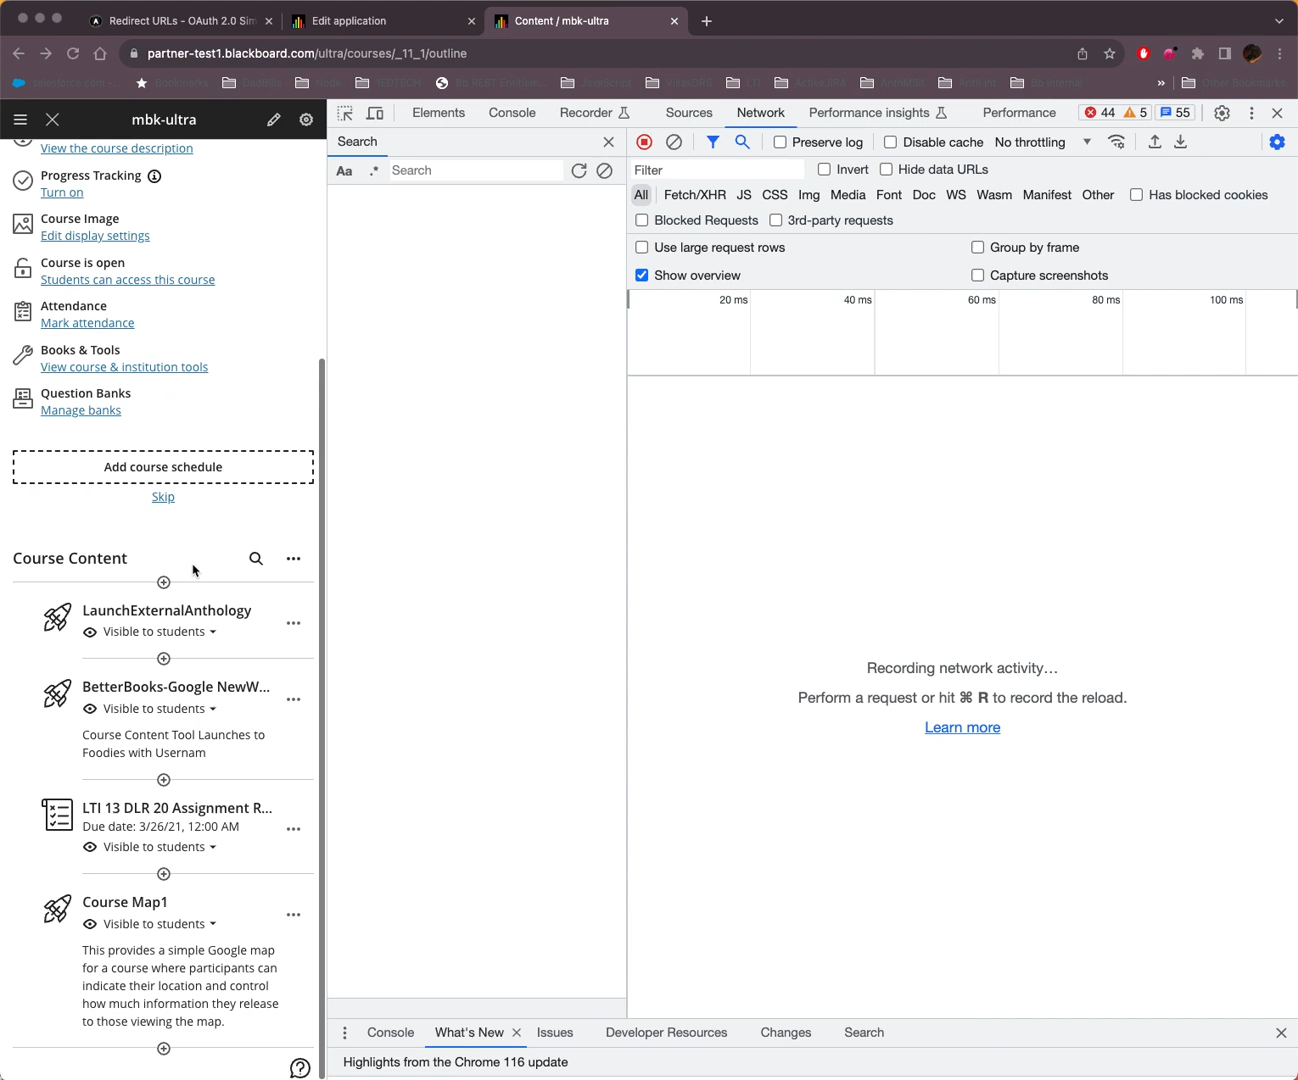 Redirect URLs - OAuth 2.0 Sim
Edit application
Content / mbk-ultra
partner-test1.blackboard.com/ultra/courses/_11_1/outline
salesforce.com -
Bookmarks
Node
Bb REST Ensibm...
JavaScript
LTI
Other Bookmarks
mbk-ultra
View the course description
Progress Tracking
Turn on
Course Image
Edit display settings
Course is open
Students can access this course
Attendance
Mark attendance
Books & Tools
View course & institution tools
Question Banks
Manage banks
Add course schedule
Skip
Course Content
LaunchExternalAnthology
Visible to students
BetterBooks-Google NewW...
Visible to students
Course Content Tool Launches to
Foodies with Usernam
LTI 13 DLR 20 Assignment R...
Due date: 3/26/21, 12:00 AM
Visible to students
Course Map1
Visible to students
This provides a simple Google map
for a course where participants can
indicate their location and control
how much information they release
to those viewing the map.
Elements Console Recorder Sources Network Performance insights Performance 44 5 55
Search
Aa .* Search
Preserve log Disable cache No throttling
Filter Invert Hide data URLs
All Fetch/XHR JS CSS Img Media Font Doc WS Wasm Manifest Other Has blocked cookies
Blocked Requests 3rd-party requests
Use large request rows Group by frame
Show overview Capture screenshots
20 ms 40 ms 60 ms 80 ms 100 ms
Recording network activity…
Perform a request or hit ⌘ R to record the reload.
Learn more
Console What's New Issues Developer Resources Changes Search
Highlights from the Chrome 116 update